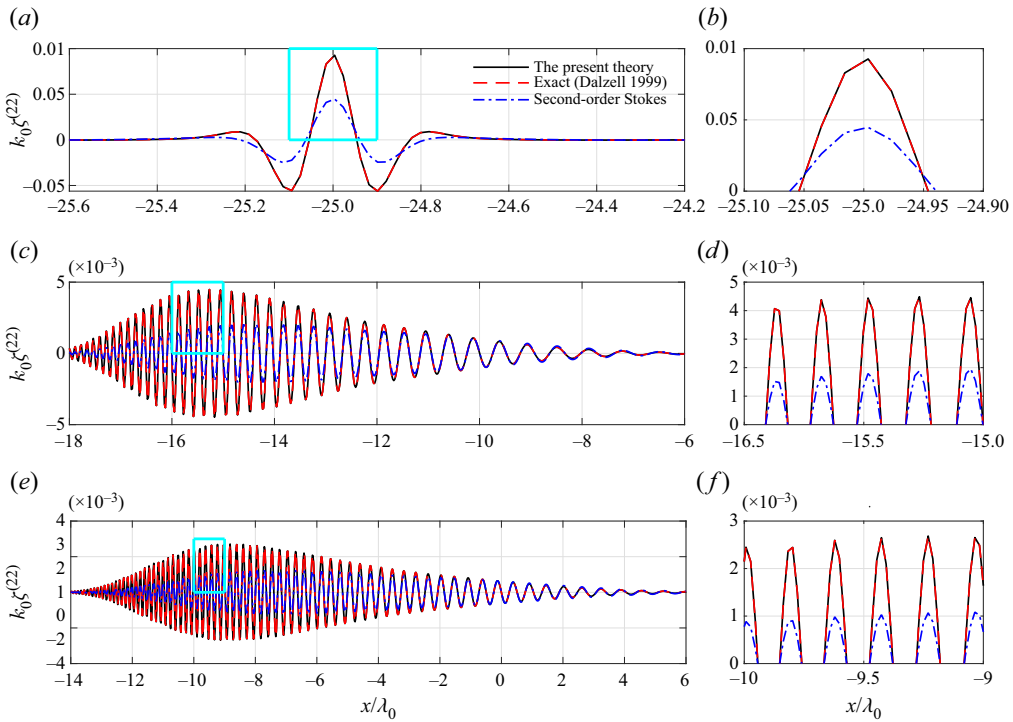 (a)
0.01
0.05
0
−0.05
k₀ζ⁽²²⁾
The present theory
Exact (Dalzell 1999)
Second-order Stokes
−25.6 −25.4 −25.2 −25.0 −24.8 −24.6 −24.4 −24.2
(b)
0.01
0.05
0
−25.10 −25.05 −25.0 −24.95 −24.90
(c)
(×10⁻³)
5
0
−5
k₀ζ⁽²²⁾
−18 −16 −14 −12 −10 −8 −6
(d)
(×10⁻³)
5
4
3
2
1
0
−16.5 −15.5 −15.0
(e)
(×10⁻³)
4
3
2
1
0
−2
−4
k₀ζ⁽²²⁾
−14 −12 −10 −8 −6 −4 −2 0 2 4 6
x/λ₀
(f)
(×10⁻³)
3
2
1
0
−10 −9.5 −9
x/λ₀